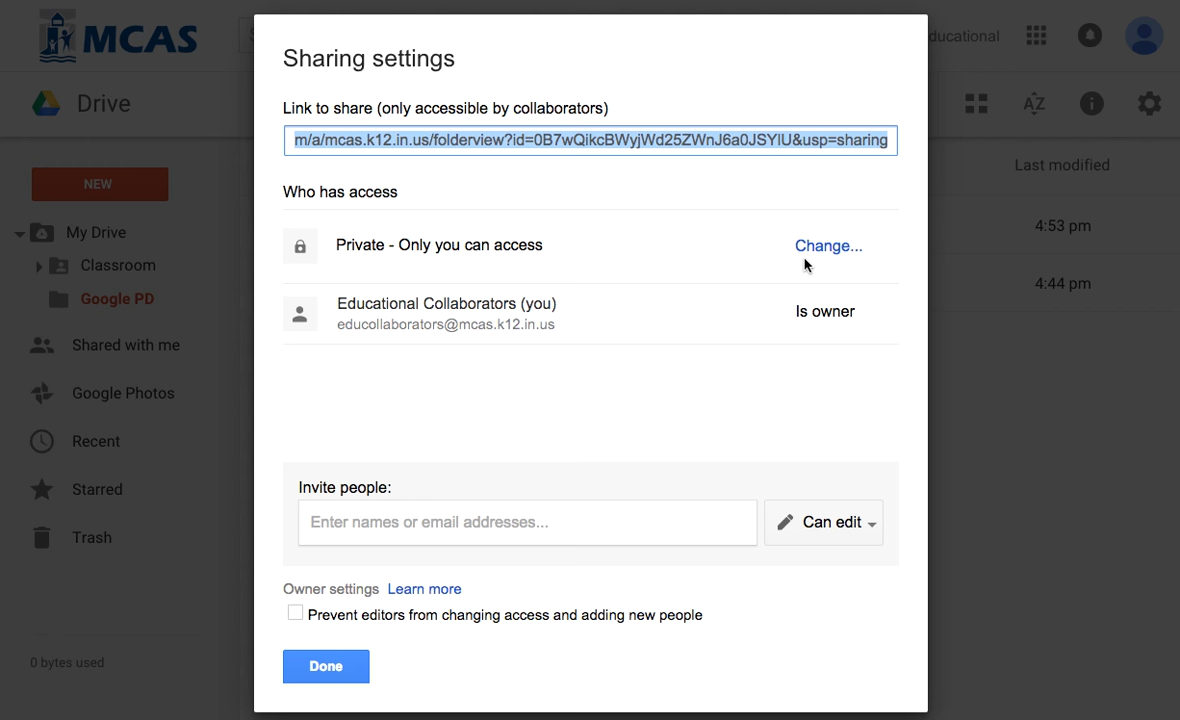 MCAS
S
ducational
Drive
Sharing settings
Link to share (only accessible by collaborators)
m/a/mcas.k12.in.us/folderview?id=0B7wQikcBWyjWd25ZWnJ6a0JSYlU&usp=sharing
Last modified
Who has access
NEW
My Drive
Private - Only you can access
Change...
4:53 pm
Classroom
Google PD
4:44 pm
Educational Collaborators (you)
educollaborators@mcas.k12.in.us
Is owner
Shared with me
Google Photos
Recent
Starred
Trash
Invite people:
Enter names or email addresses...
Can edit
Owner settings Learn more
Prevent editors from changing access and adding new people
0 bytes used
Done